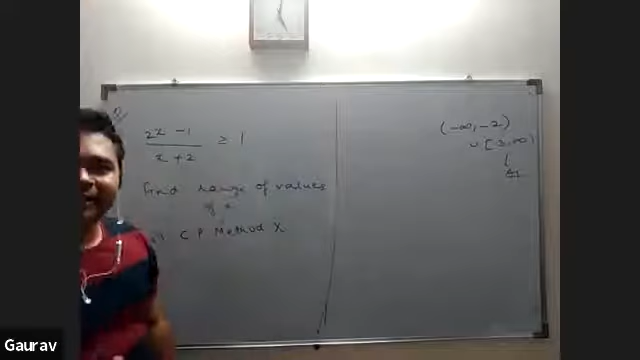 2x - 1
x + 2
≥ 1
Find range of values
of x
C P Method X
(-∞, -2)
∪ [3, ∞)
Gaurav